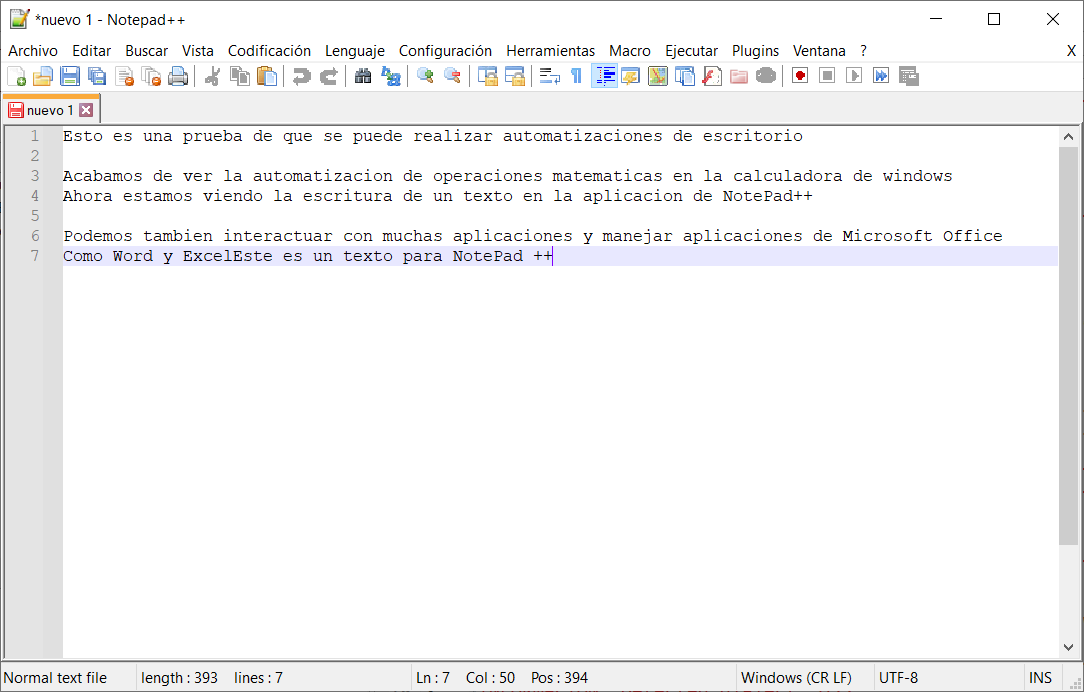 *nuevo 1 - Notepad++
Archivo Editar Buscar Vista Codificación Lenguaje Configuración Herramientas Macro Ejecutar Plugins Ventana ? X
nuevo 1
1 Esto es una prueba de que se puede realizar automatizaciones de escritorio
2
3 Acabamos de ver la automatizacion de operaciones matematicas en la calculadora de windows
4 Ahora estamos viendo la escritura de un texto en la aplicacion de NotePad++
5
6 Podemos tambien interactuar con muchas aplicaciones y manejar aplicaciones de Microsoft Office
7 Como Word y ExcelEste es un texto para NotePad ++
Normal text file length : 393 lines : 7 Ln : 7 Col : 50 Pos : 394 Windows (CR LF) UTF-8 INS